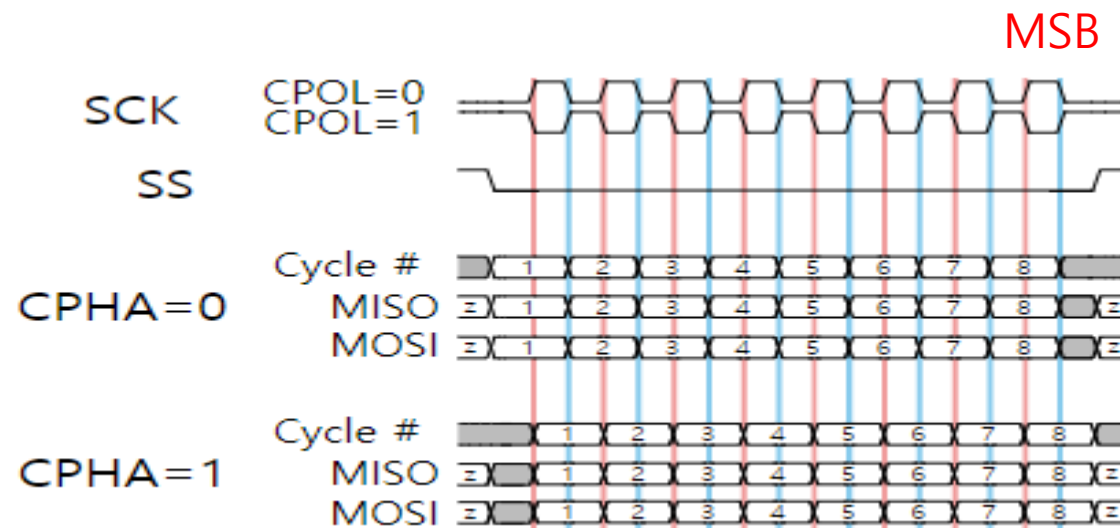 MSB
SCK CPOL=0
CPOL=1
SS
Cycle # 1 2 3 4 5 6 7 8
CPHA=0 MISO z 1 2 3 4 5 6 7 8 z
MOSI z 1 2 3 4 5 6 7 8 z
Cycle # 1 2 3 4 5 6 7 8
CPHA=1 MISO z 1 2 3 4 5 6 7 8 z
MOSI z 1 2 3 4 5 6 7 8 z